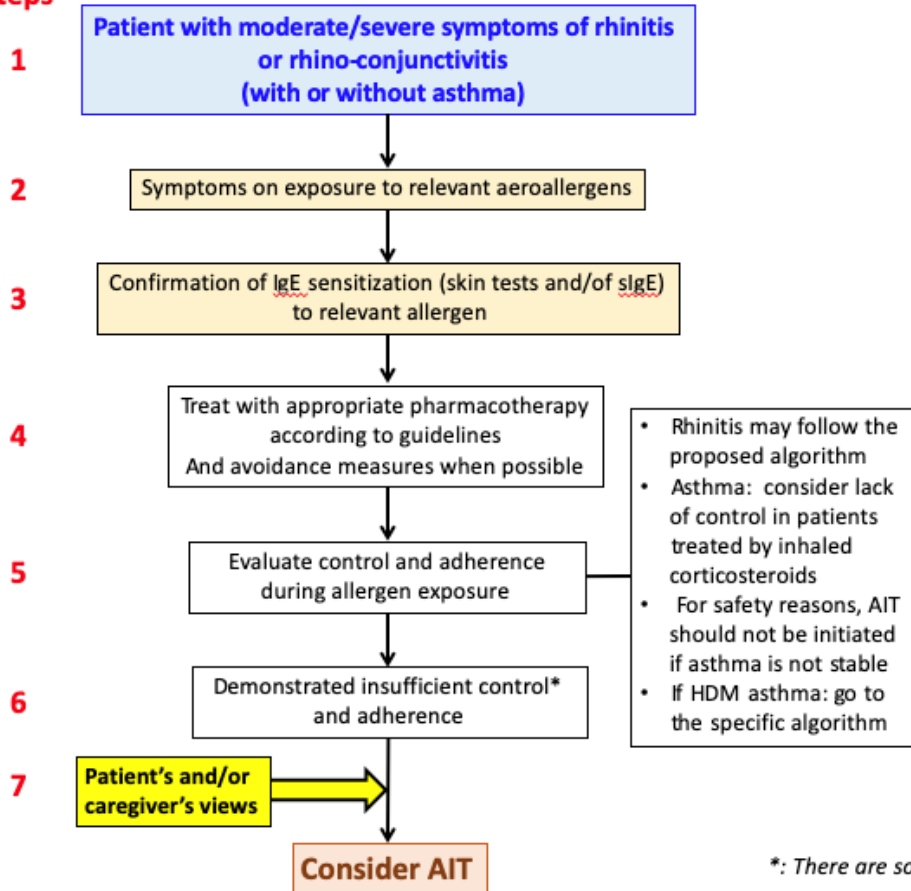 1
Patient with moderate/severe symptoms of rhinitis
or rhino-conjunctivitis
(with or without asthma)
2
Symptoms on exposure to relevant aeroallergens
3
Confirmation of IgE sensitization (skin tests and/of sIgE)
to relevant allergen
4
Treat with appropriate pharmacotherapy
according to guidelines
And avoidance measures when possible
5
Evaluate control and adherence
during allergen exposure
• Rhinitis may follow the
proposed algorithm
• Asthma: consider lack
of control in patients
treated by inhaled
corticosteroids
• For safety reasons, AIT
should not be initiated
if asthma is not stable
• If HDM asthma: go to
the specific algorithm
6
Demonstrated insufficient control*
and adherence
7
Patient's and/or
caregiver's views
Consider AIT
*: There are